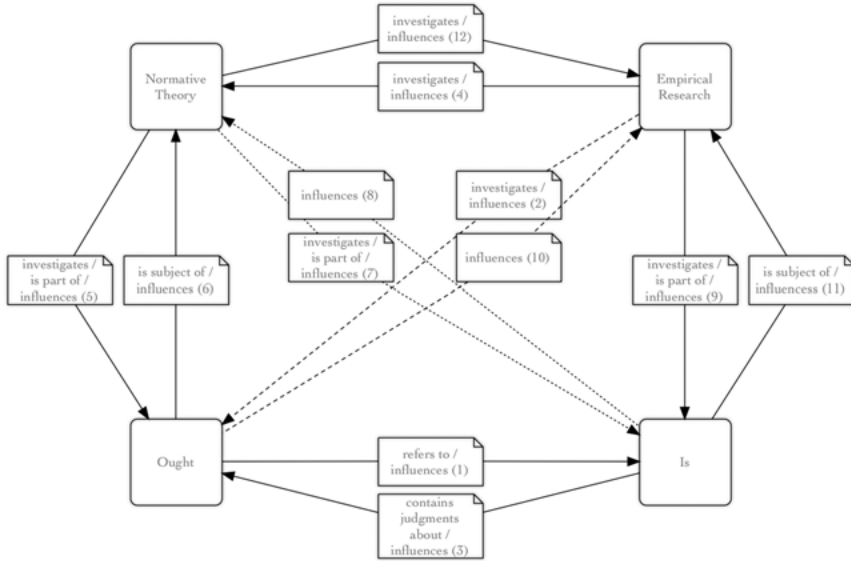 investigates /
influences (12)
Normative
Theory
Empirical
Research
investigates /
influences (4)
influences (8)
investigates /
influences (2)
investigates /
is part of /
influences (7)
influences (10)
investigates /
is part of /
influences (5)
is subject of /
influences (6)
investigates /
is part of /
influences (9)
is subject of /
influencess (11)
Ought
refers to /
influences (1)
Is
contains
judgments
about /
influences (3)